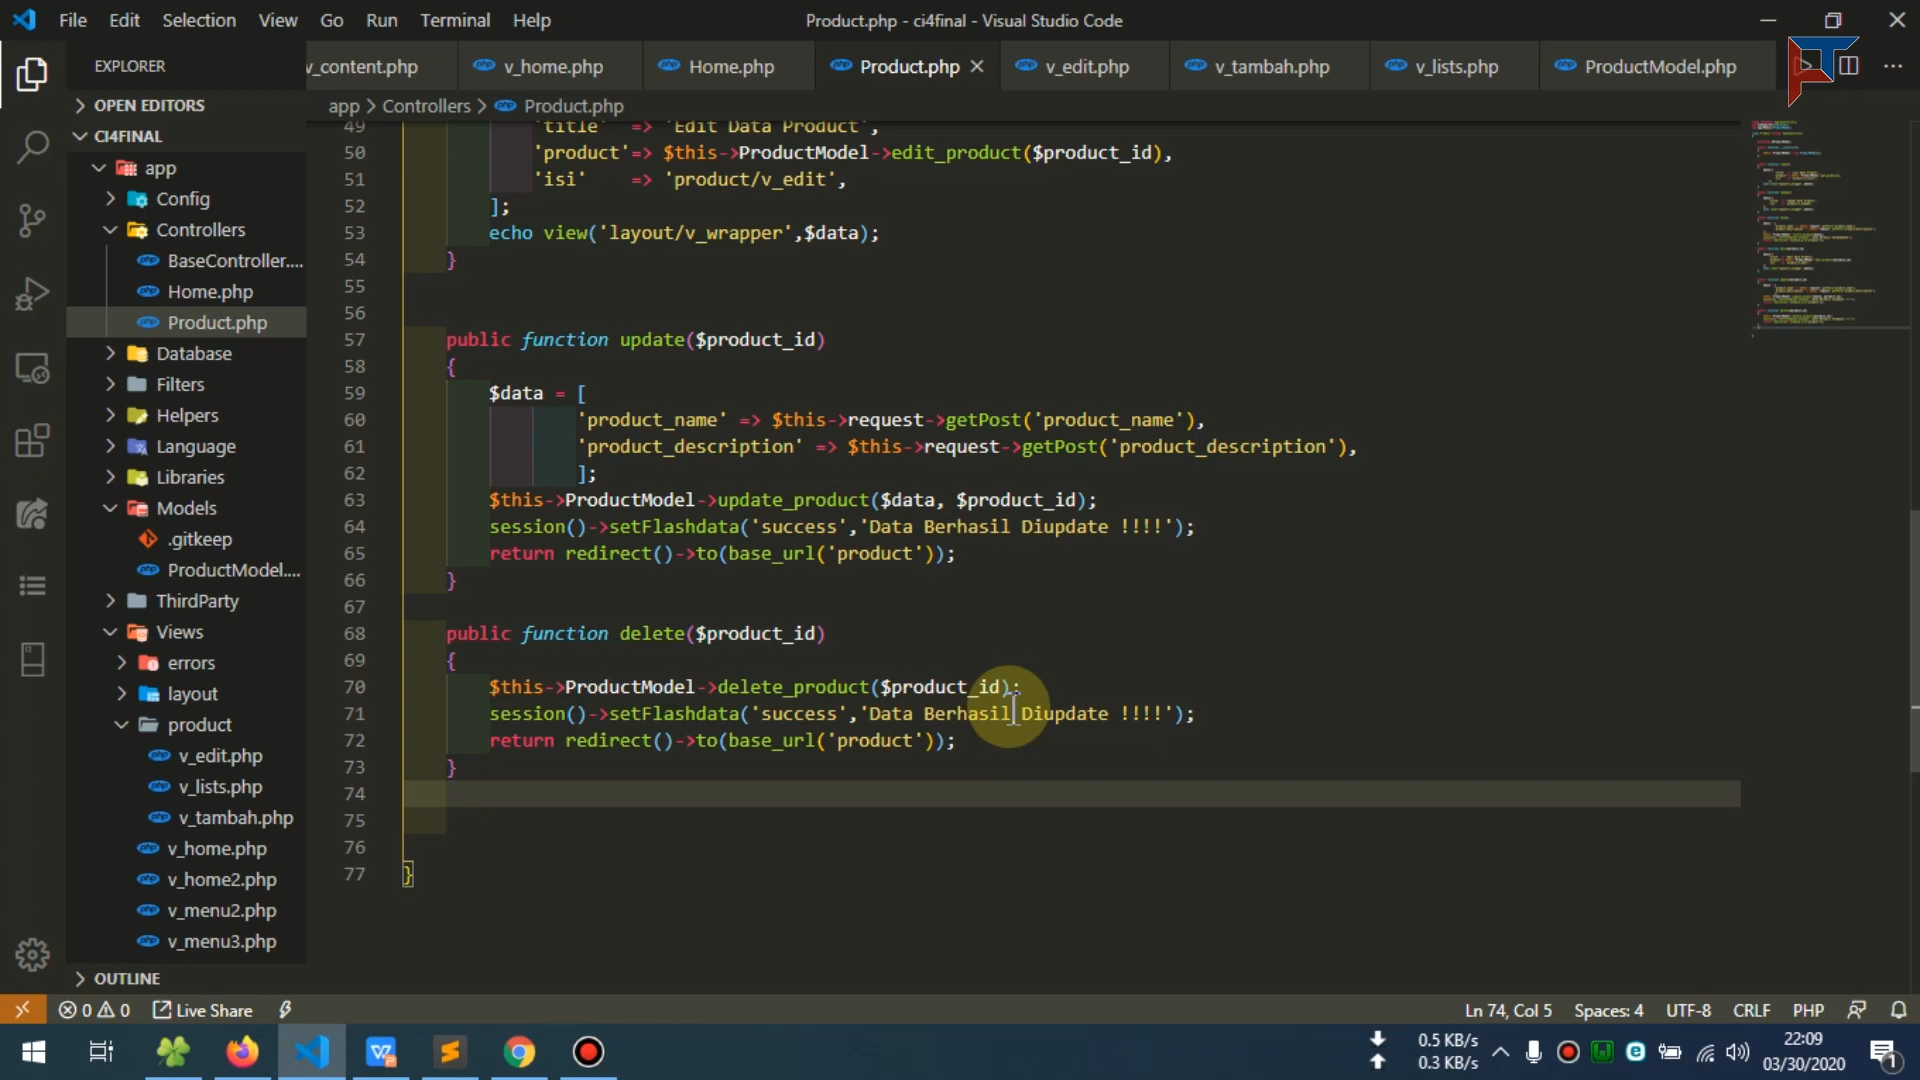 File Edit Selection View Go Run Terminal Help
Product.php - ci4final - Visual Studio Code
EXPLORER
v_content.php v_home.php Home.php Product.php v_edit.php v_tambah.php v_lists.php ProductModel.php
OPEN EDITORS
app > Controllers > Product.php
CI4FINAL
app
Config
Controllers
BaseController....
Home.php
Product.php
Database
Filters
Helpers
Language
Libraries
Models
.gitkeep
ProductModel....
ThirdParty
Views
errors
layout
product
v_edit.php
v_lists.php
v_tambah.php
v_home.php
v_home2.php
v_menu2.php
v_menu3.php
OUTLINE
49 'title' => 'Edit Data Product',
50 'product'=> $this->ProductModel->edit_product($product_id),
51 'isi' => 'product/v_edit',
52 ];
53 echo view('layout/v_wrapper',$data);
54 }
55
56
57 public function update($product_id)
58 {
59 $data = [
60 'product_name' => $this->request->getPost('product_name'),
61 'product_description' => $this->request->getPost('product_description'),
62 ];
63 $this->ProductModel->update_product($data, $product_id);
64 session()->setFlashdata('success','Data Berhasil Diupdate !!!!');
65 return redirect()->to(base_url('product'));
66 }
67
68 public function delete($product_id)
69 {
70 $this->ProductModel->delete_product($product_id);
71 session()->setFlashdata('success','Data Berhasil Diupdate !!!!');
72 return redirect()->to(base_url('product'));
73 }
74
75
76
77 }
0 0 Live Share
Ln 74, Col 5 Spaces: 4 UTF-8 CRLF PHP
0.5 KB/s
0.3 KB/s
22:09
03/30/2020
1